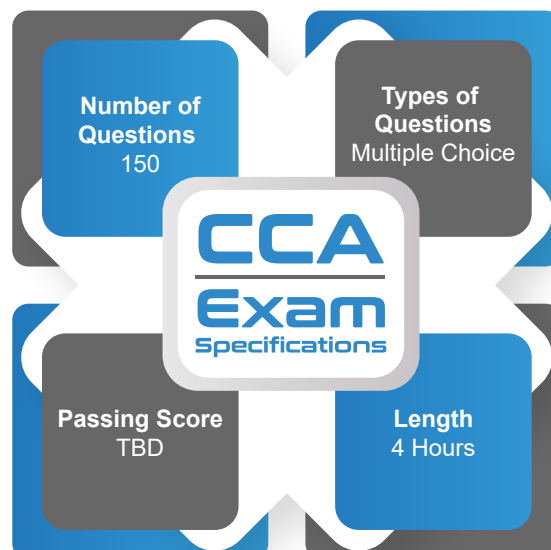 Number of
Questions
150
Types of
Questions
Multiple Choice
CCA
Exam
Specifications
Passing Score
TBD
Length
4 Hours